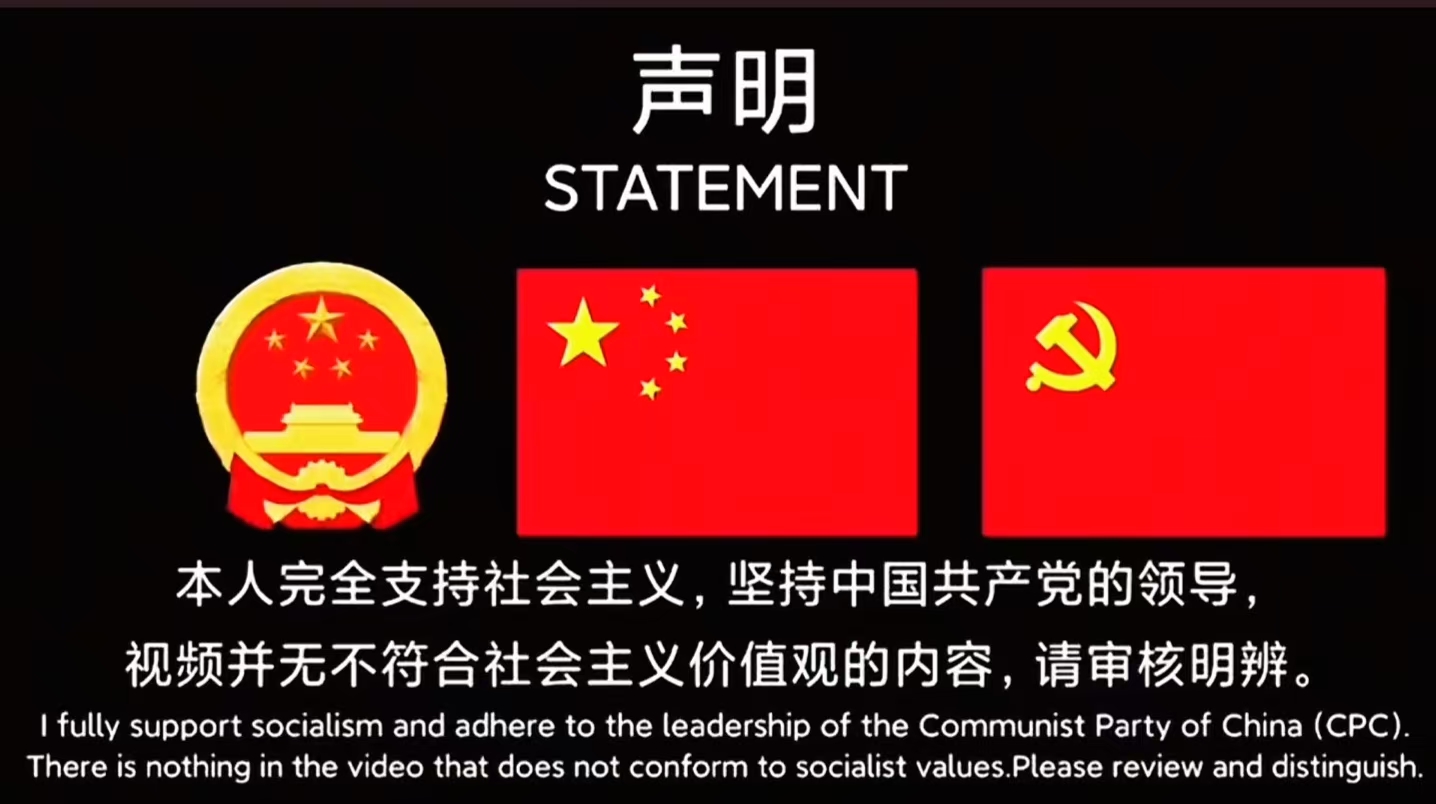 声明
STATEMENT
本人完全支持社会主义，坚持中国共产党的领导，
视频并无不符合社会主义价值观的内容，请审核明辨。
I fully support socialism and adhere to the leadership of the Communist Party of China (CPC).
There is nothing in the video that does not conform to socialist values.Please review and distinguish.